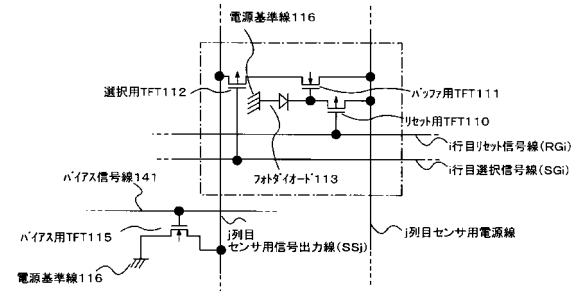 電源基準線116
選択用TFT112
バッファ用TFT111
リセット用TFT110
i行目リセット信号線(RGi)
フォトダイオード113
i行目選択信号線(SGi)
バイアス信号線141
バイアス用TFT115
j列目
センサ用信号出力線(SSj)
j列目センサ用電源線
電源基準線116